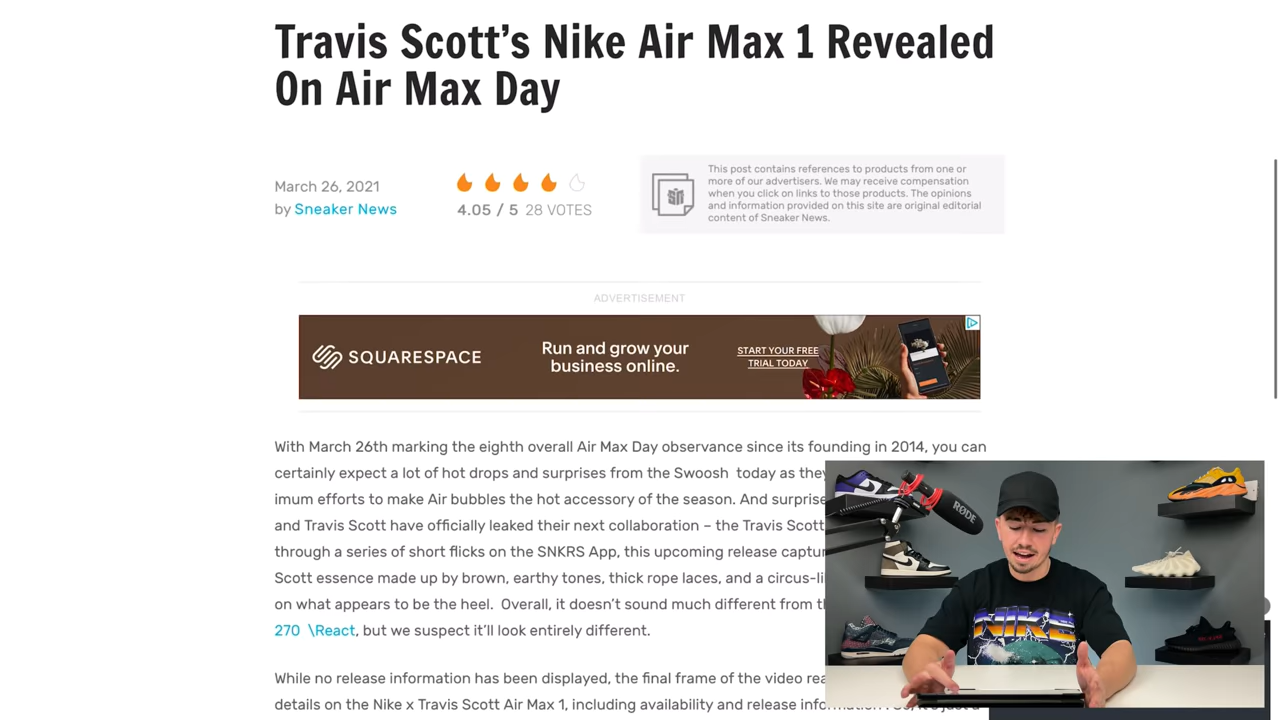 Travis Scott’s Nike Air Max 1 Revealed
On Air Max Day
March 26, 2021
by Sneaker News
4.05 / 5 28 VOTES
This post contains references to products from one or
more of our advertisers. We may receive compensation
when you click on links to those products. The opinions
and information provided on this site are original editorial
content of Sneaker News.
ADVERTISEMENT
SQUARESPACE
Run and grow your
business online.
START YOUR FREE
TRIAL TODAY
With March 26th marking the eighth overall Air Max Day observance since its founding in 2014, you can
certainly expect a lot of hot drops and surprises from the Swoosh today as they
imum efforts to make Air bubbles the hot accessory of the season. And surprise
and Travis Scott have officially leaked their next collaboration – the Travis Scott
through a series of short flicks on the SNKRS App, this upcoming release captur
Scott essence made up by brown, earthy tones, thick rope laces, and a circus-li
on what appears to be the heel. Overall, it doesn’t sound much different from th
270 \React, but we suspect it’ll look entirely different.
While no release information has been displayed, the final frame of the video rea
details on the Nike x Travis Scott Air Max 1, including availability and release inf
RØDE
NIKE